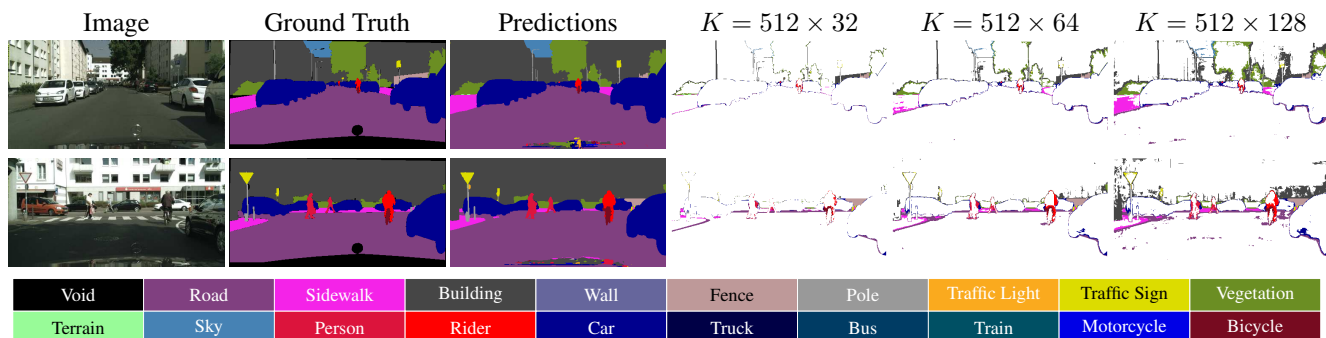 Image Ground Truth Predictions K = 512 × 32 K = 512 × 64 K = 512 × 128
Void Road Sidewalk Building Wall Fence Pole Traffic Light Traffic Sign Vegetation
Terrain Sky Person Rider Car Truck Bus Train Motorcycle Bicycle